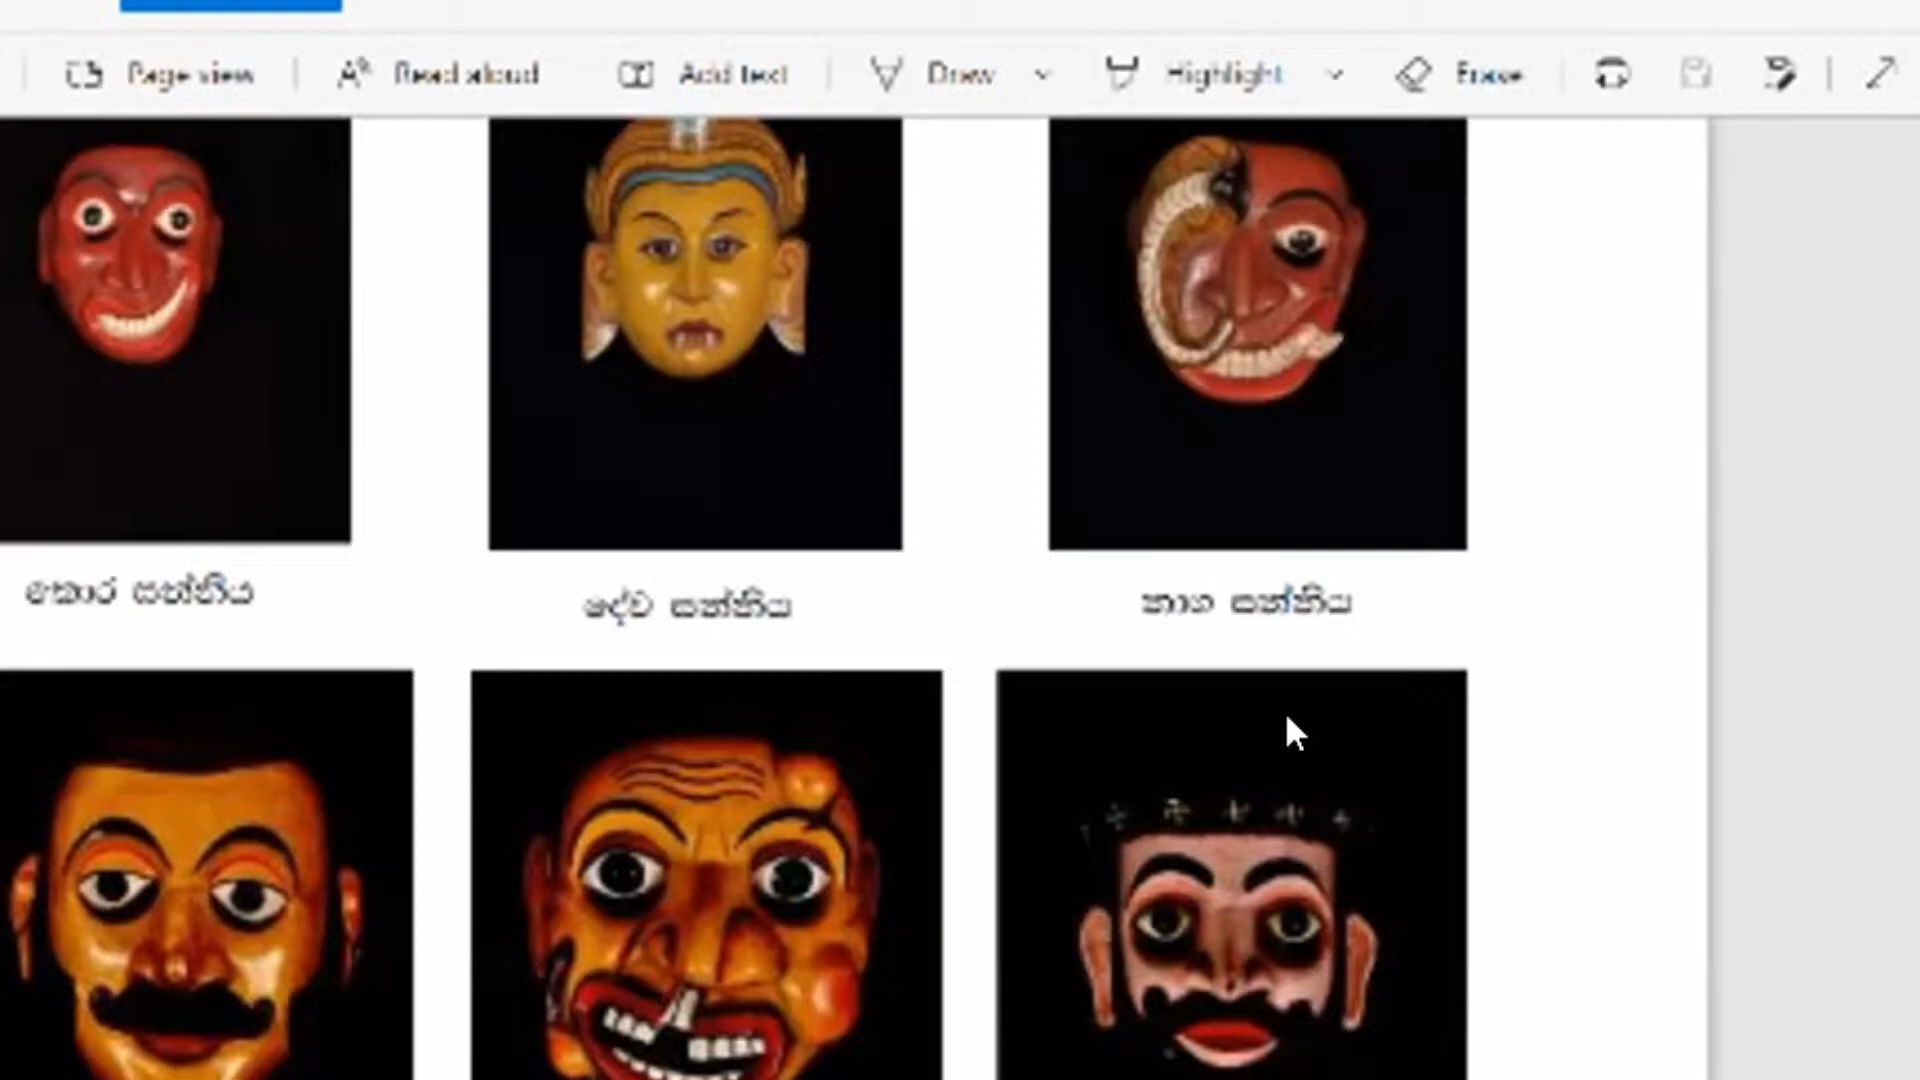 Page view
Read aloud
Add text
Draw
Highlight
Erase
කොර සන්නිය
දේව සන්නිය
නාග සන්නිය